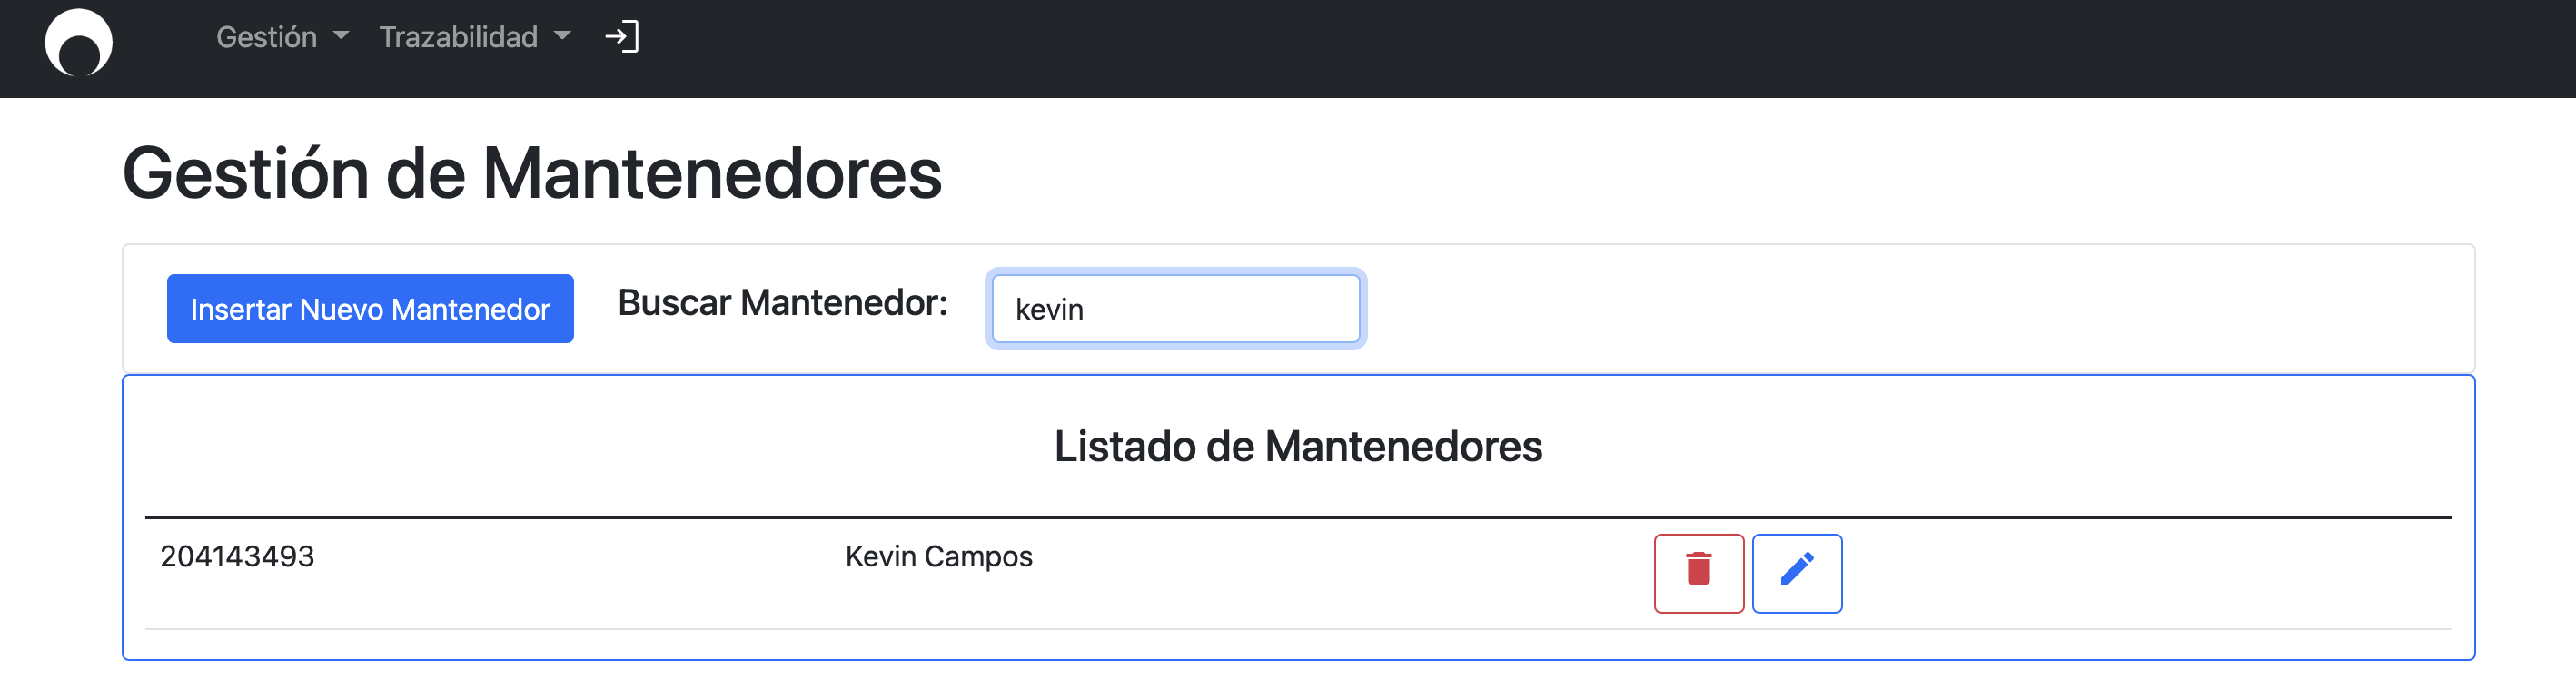 Gestión Trazabilidad
Gestión de Mantenedores
Insertar Nuevo Mantenedor Buscar Mantenedor: kevin
Listado de Mantenedores
204143493 Kevin Campos